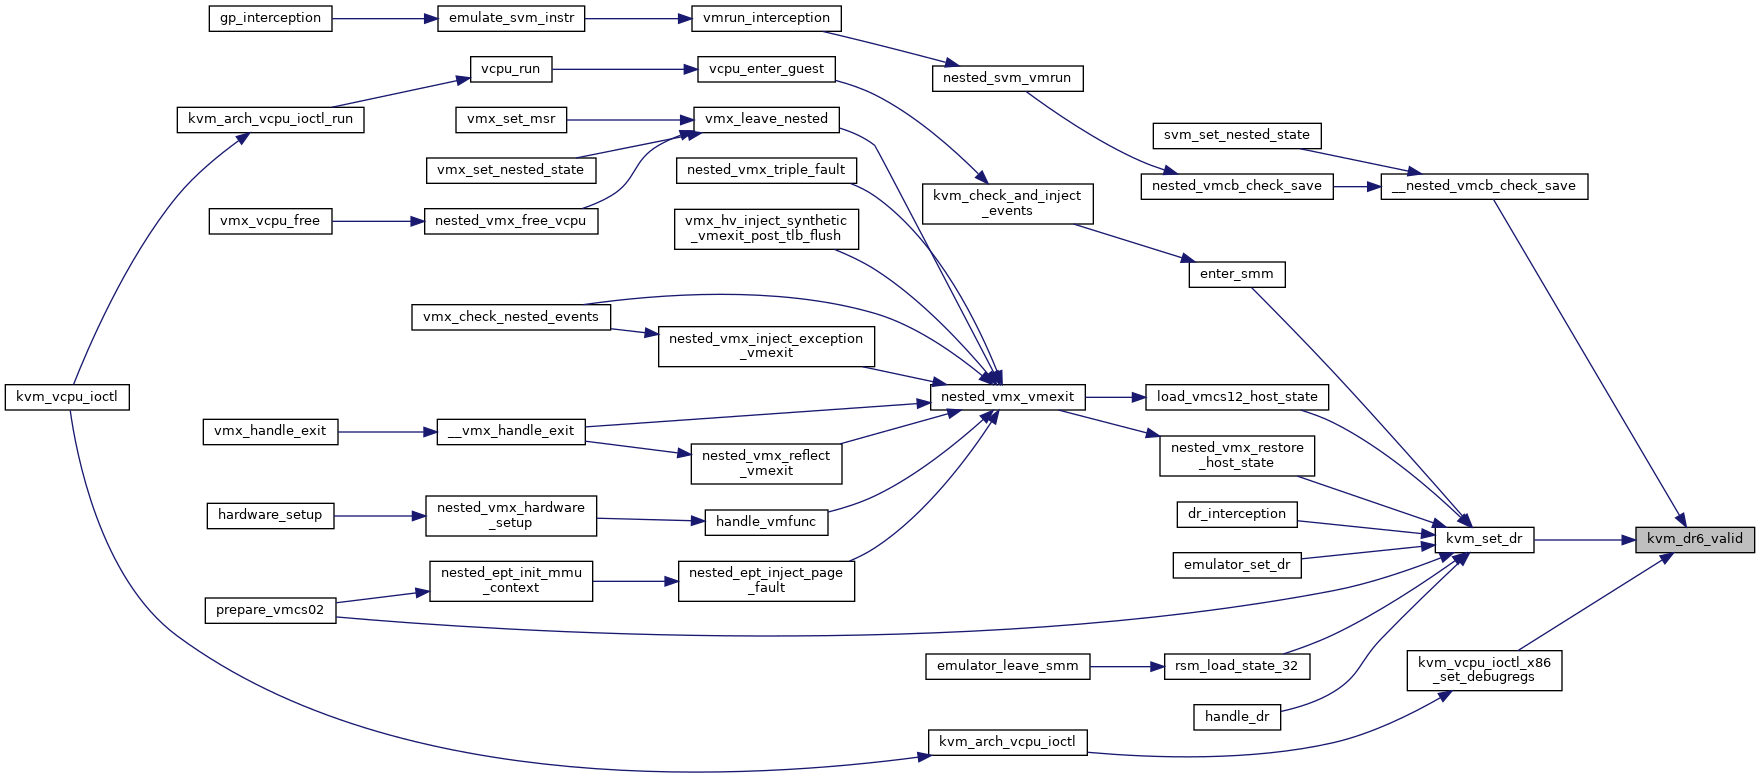 gp_interception
emulate_svm_instr
vmrun_interception
nested_svm_vmrun
vcpu_run
vcpu_enter_guest
kvm_arch_vcpu_ioctl_run
vmx_set_msr
vmx_leave_nested
svm_set_nested_state
vmx_set_nested_state
nested_vmx_triple_fault
nested_vmcb_check_save
__nested_vmcb_check_save
kvm_check_and_inject
_events
vmx_vcpu_free
nested_vmx_free_vcpu
vmx_hv_inject_synthetic
_vmexit_post_tlb_flush
enter_smm
vmx_check_nested_events
nested_vmx_inject_exception
_vmexit
kvm_vcpu_ioctl
nested_vmx_vmexit
load_vmcs12_host_state
vmx_handle_exit
__vmx_handle_exit
nested_vmx_reflect
_vmexit
nested_vmx_restore
_host_state
hardware_setup
nested_vmx_hardware
_setup
handle_vmfunc
dr_interception
kvm_set_dr
kvm_dr6_valid
emulator_set_dr
nested_ept_init_mmu
_context
nested_ept_inject_page
_fault
prepare_vmcs02
emulator_leave_smm
rsm_load_state_32
kvm_vcpu_ioctl_x86
_set_debugregs
handle_dr
kvm_arch_vcpu_ioctl